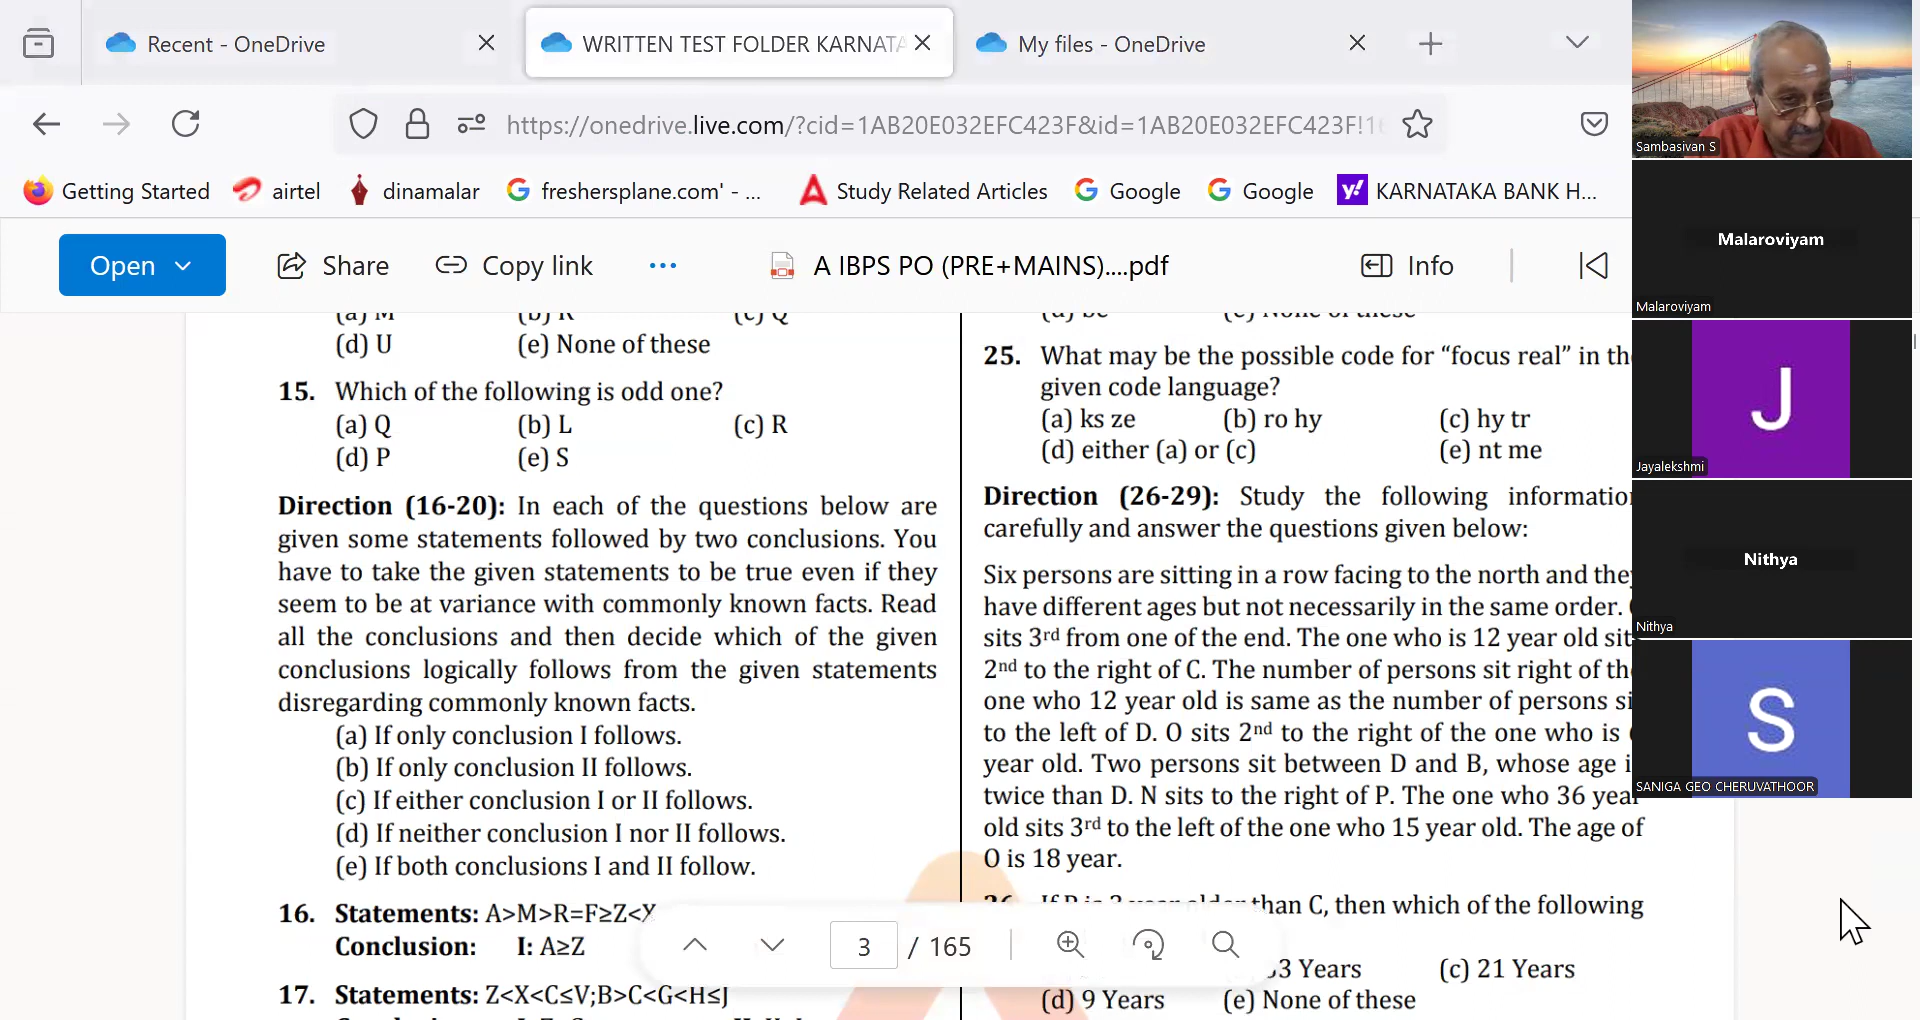 Recent - OneDrive
WRITTEN TEST FOLDER KARNATA
My files - OneDrive
https://onedrive.live.com/?cid=1AB20E032EFC423F&id=1AB20E032EFC423F!1
Getting Started
airtel
dinamalar
freshersplane.com' - ...
Study Related Articles
Google
Google
KARNATAKA BANK H...
Open
Share
Copy link
...
A IBPS PO (PRE+MAINS)....pdf
Info
(d) U (e) None of these
15. Which of the following is odd one?
(a) Q (b) L (c) R
(d) P (e) S
Direction (16-20): In each of the questions below are
given some statements followed by two conclusions. You
have to take the given statements to be true even if they
seem to be at variance with commonly known facts. Read
all the conclusions and then decide which of the given
conclusions logically follows from the given statements
disregarding commonly known facts.
(a) If only conclusion I follows.
(b) If only conclusion II follows.
(c) If either conclusion I or II follows.
(d) If neither conclusion I nor II follows.
(e) If both conclusions I and II follow.
16. Statements: A>M>R=F≥Z<X
Conclusion: I: A≥Z
17. Statements: Z<X<C≤V;B>C<G<H≤J
(e) None of these
25. What may be the possible code for “focus real” in the
given code language?
(a) ks ze (b) ro hy (c) hy tr
(d) either (a) or (c) (e) nt me
Direction (26-29): Study the following information
carefully and answer the questions given below:
Six persons are sitting in a row facing to the north and they
have different ages but not necessarily in the same order.
sits 3rd from one of the end. The one who is 12 year old sit
2nd to the right of C. The number of persons sit right of the
one who 12 year old is same as the number of persons si
to the left of D. O sits 2nd to the right of the one who is
year old. Two persons sit between D and B, whose age i
twice than D. N sits to the right of P. The one who 36 year
old sits 3rd to the left of the one who 15 year old. The age of
O is 18 year.
than C, then which of the following
33 Years (c) 21 Years
(d) 9 Years (e) None of these
3 / 165
Sambasivan S
Malaroviyam
Malaroviyam
J
Jayalekshmi
Nithya
Nithya
S
SANIGA GEO CHERUVATHOOR